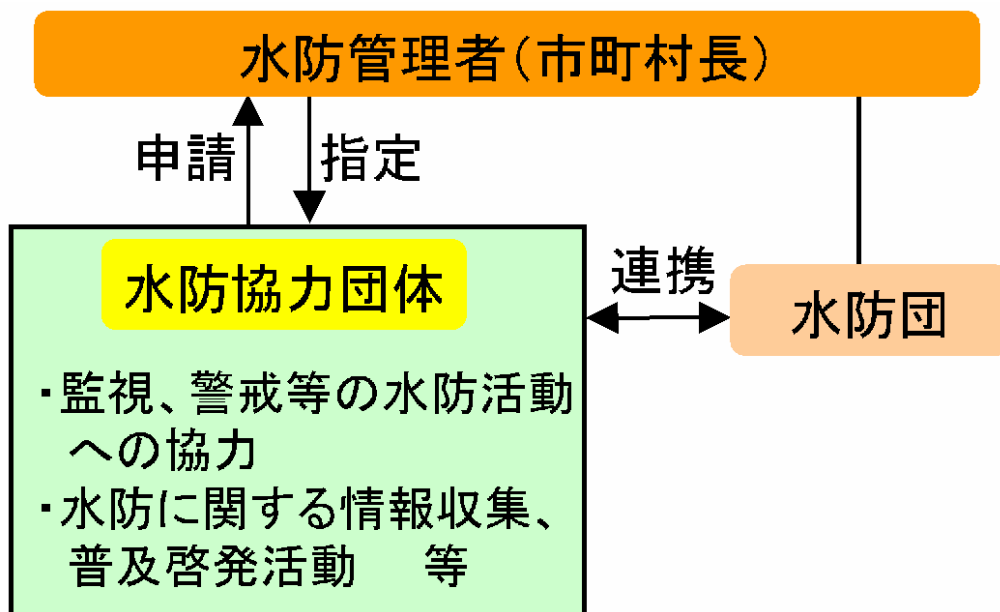 水防管理者(市町村長)
申請
指定
水防協力団体
連携
水防団
・監視、警戒等の水防活動
への協力
・水防に関する情報収集、
普及啓発活動 等